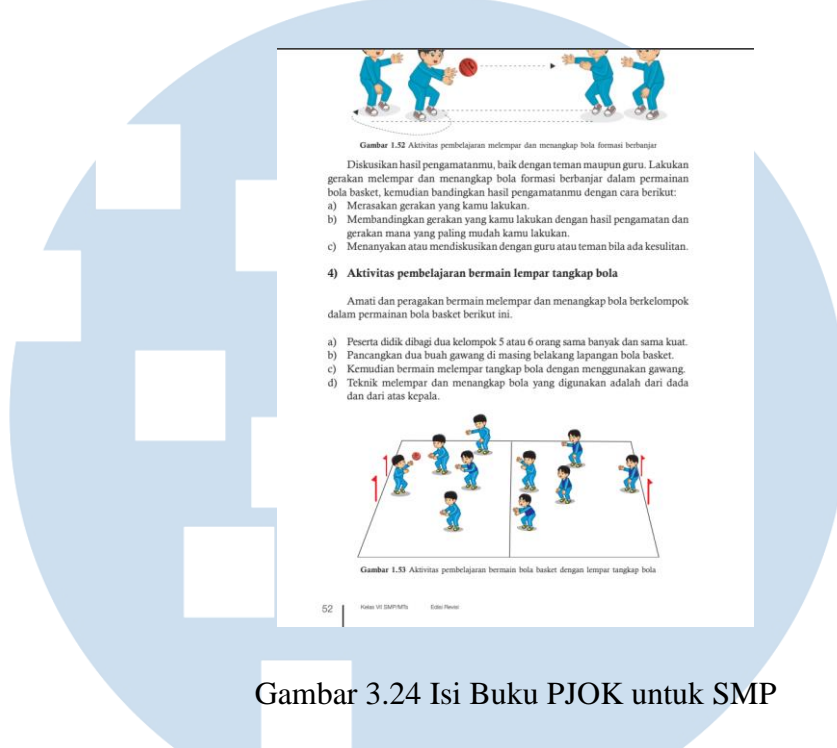 Gambar 1.52 Aktivitas pembelajaran melempar dan menangkap bola formasi berbanjar
Diskusikan hasil pengamatanmu, baik dengan teman maupun guru. Lakukan
gerakan melempar dan menangkap bola formasi berbanjar dalam permainan
bola basket, kemudian bandingkan hasil pengamatanmu dengan cara berikut:
a) Merasakan gerakan yang kamu lakukan.
b) Membandingkan gerakan yang kamu lakukan dengan hasil pengamatan dan
gerakan mana yang paling mudah kamu lakukan.
c) Menanyakan atau mendiskusikan dengan guru atau teman bila ada kesulitan.
4) Aktivitas pembelajaran bermain lempar tangkap bola
Amati dan peragakan bermain melempar dan menangkap bola berkelompok
dalam permainan bola basket berikut ini.
a) Peserta didik dibagi dua kelompok 5 atau 6 orang sama banyak dan sama kuat.
b) Pancangkan dua buah gawang di masing belakang lapangan bola basket.
c) Kemudian bermain melempar tangkap bola dengan menggunakan gawang.
d) Teknik melempar dan menangkap bola yang digunakan adalah dari dada
dan dari atas kepala.
Gambar 1.53 Aktivitas pembelajaran bermain bola basket dengan lempar tangkap bola
52 Kelas VII SMP/MTs Edisi Revisi
Gambar 3.24 Isi Buku PJOK untuk SMP